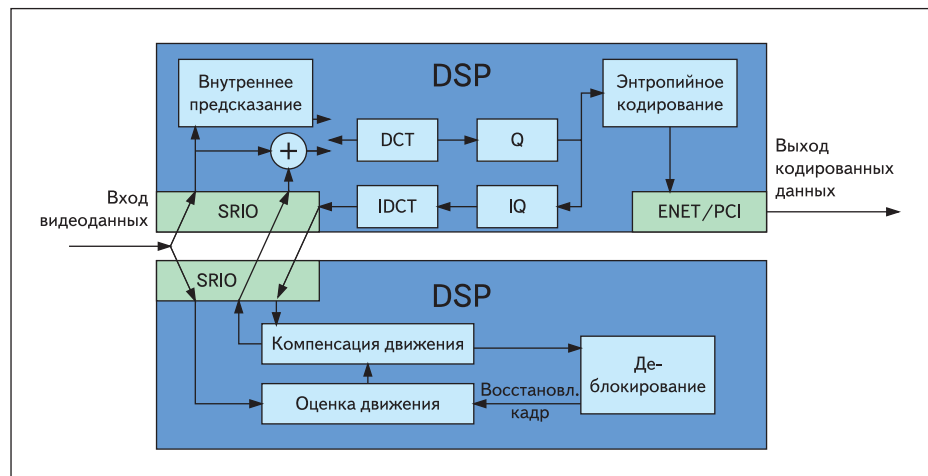 DSP
Внутреннее
предсказание
Энтропийное
кодирование
DCT
Q
+
Выход
кодированных
данных
Вход
видеоданных
SRIO
IDCT
IQ
ENET/PCI
SRIO
DSP
Компенсация движения
Де-
блокирование
Оценка движения
Восстановл.
кадр